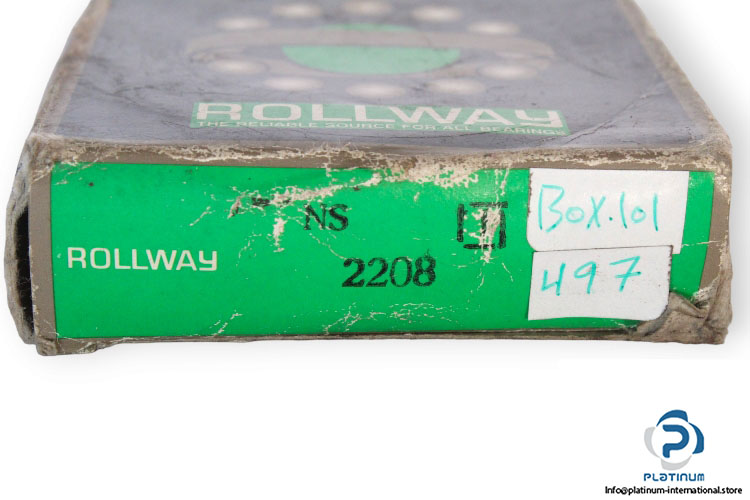 ROLLWAY
THE RELIABLE SOURCE FOR ALL BEARINGS
NS
Box.101
ROLLWAY
2208
497
PLATINUM
Info@platinum-international.store